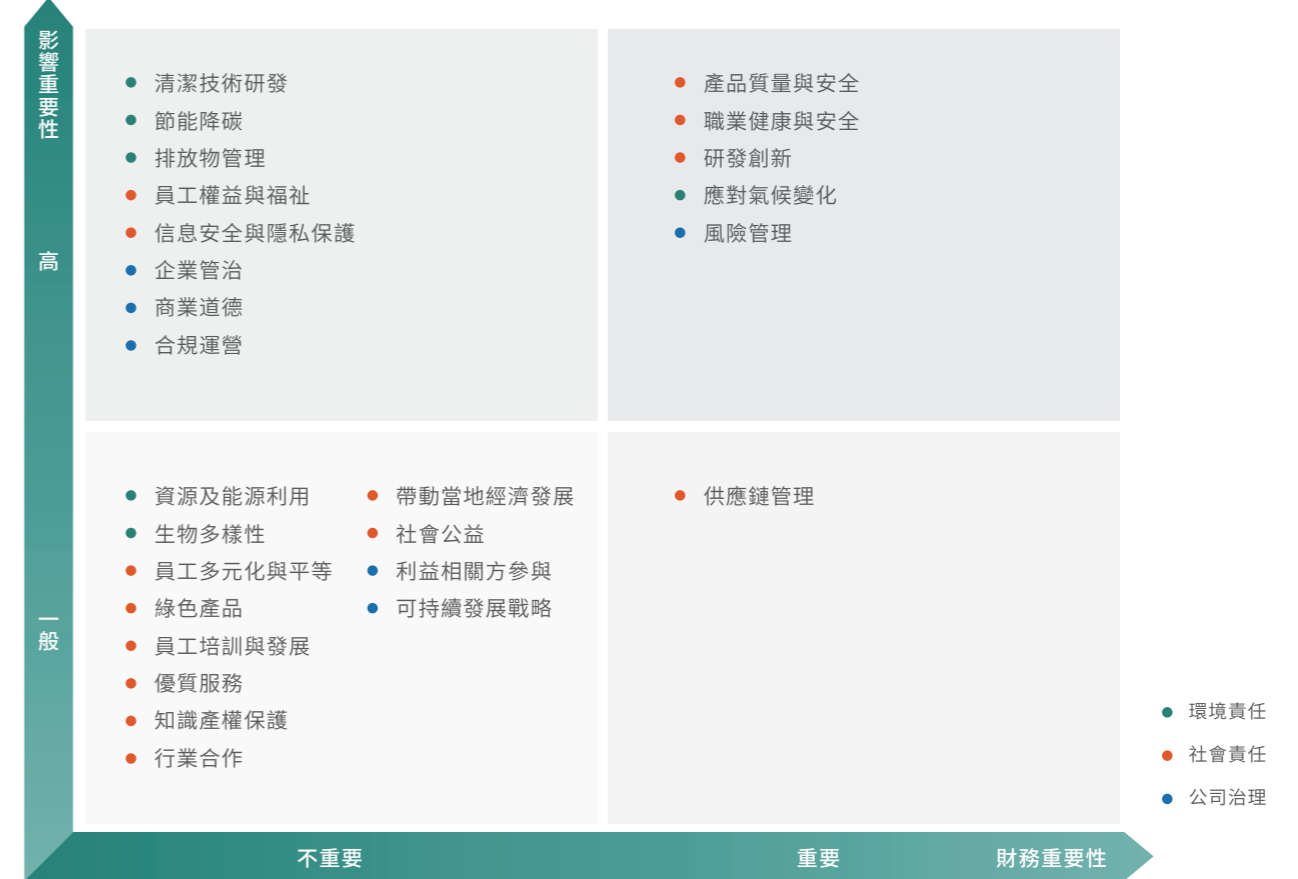 影響重要性
高
一般
清潔技術研發
節能降碳
排放物管理
員工權益與福祉
信息安全與隱私保護
企業管治
商業道德
合規運營
產品質量與安全
職業健康與安全
研發創新
應對氣候變化
風險管理
資源及能源利用
生物多樣性
員工多元化與平等
綠色產品
員工培訓與發展
優質服務
知識產權保護
行業合作
帶動當地經濟發展
社會公益
利益相關方參與
可持續發展戰略
供應鏈管理
環境責任
社會責任
公司治理
不重要
重要
財務重要性